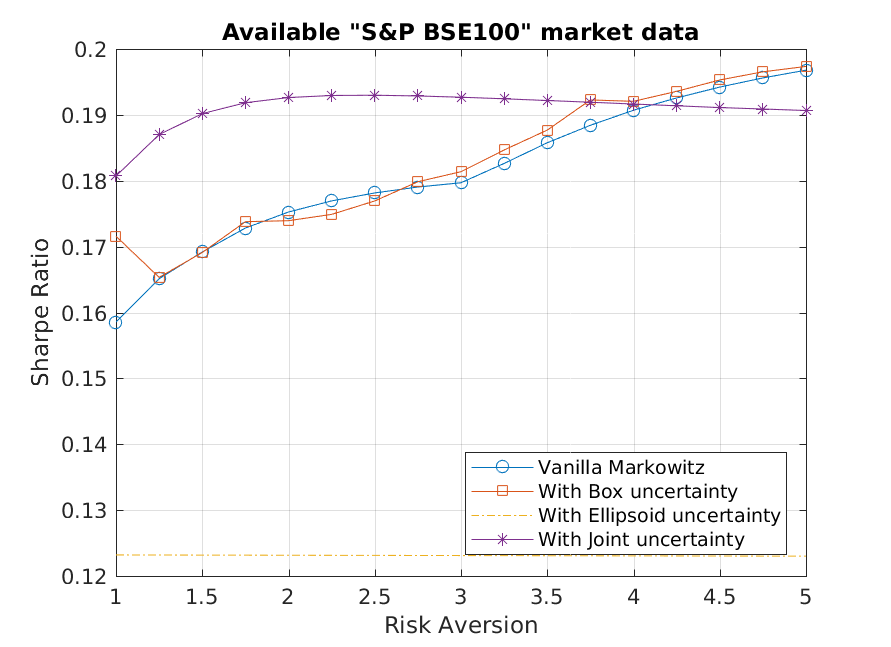 Available "S&P BSE100" market data
0.2
0.19
0.18
0.17
0.16
0.15
0.14
0.13
0.12
Sharpe Ratio
Vanilla Markowitz
With Box uncertainty
With Ellipsoid uncertainty
With Joint uncertainty
1 1.5 2 2.5 3 3.5 4 4.5 5
Risk Aversion